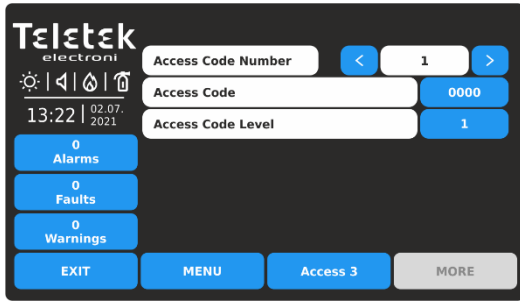 Teletek
electroni
Access Code Number < 1 >
Access Code 0000
13:22 02.07.
2021
Access Code Level 1
0
Alarms
0
Faults
0
Warnings
EXIT MENU Access 3 MORE